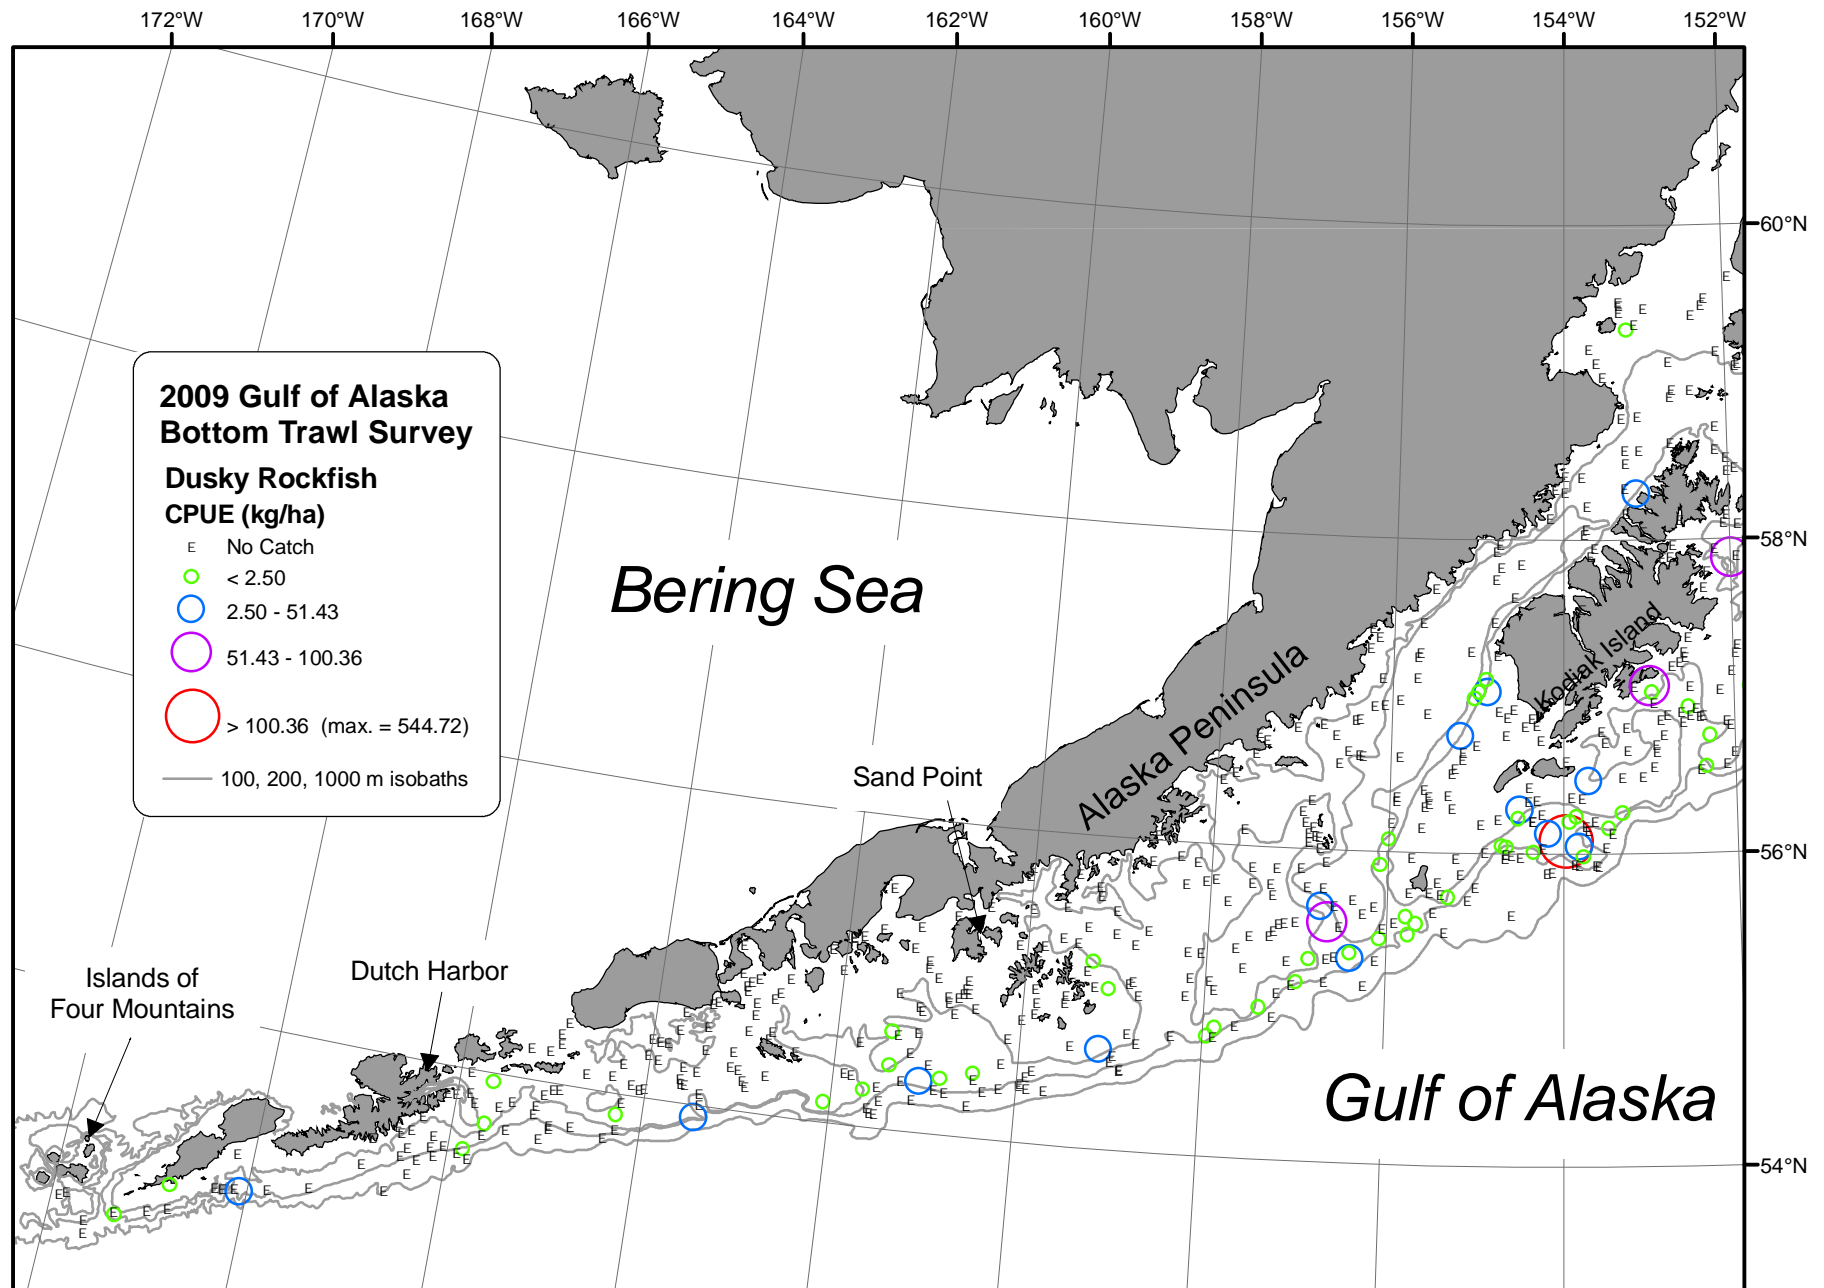 172°W 170°W 168°W 166°W 164°W 162°W 160°W 158°W 156°W 154°W 152°W
60°N
58°N
56°N
54°N
2009 Gulf of Alaska
Bottom Trawl Survey
Dusky Rockfish
CPUE (kg/ha)
E No Catch
< 2.50
2.50 - 51.43
51.43 - 100.36
> 100.36 (max. = 544.72)
100, 200, 1000 m isobaths
Bering Sea
Alaska Peninsula
Kodiak Island
Sand Point
Dutch Harbor
Islands of
Four Mountains
Gulf of Alaska